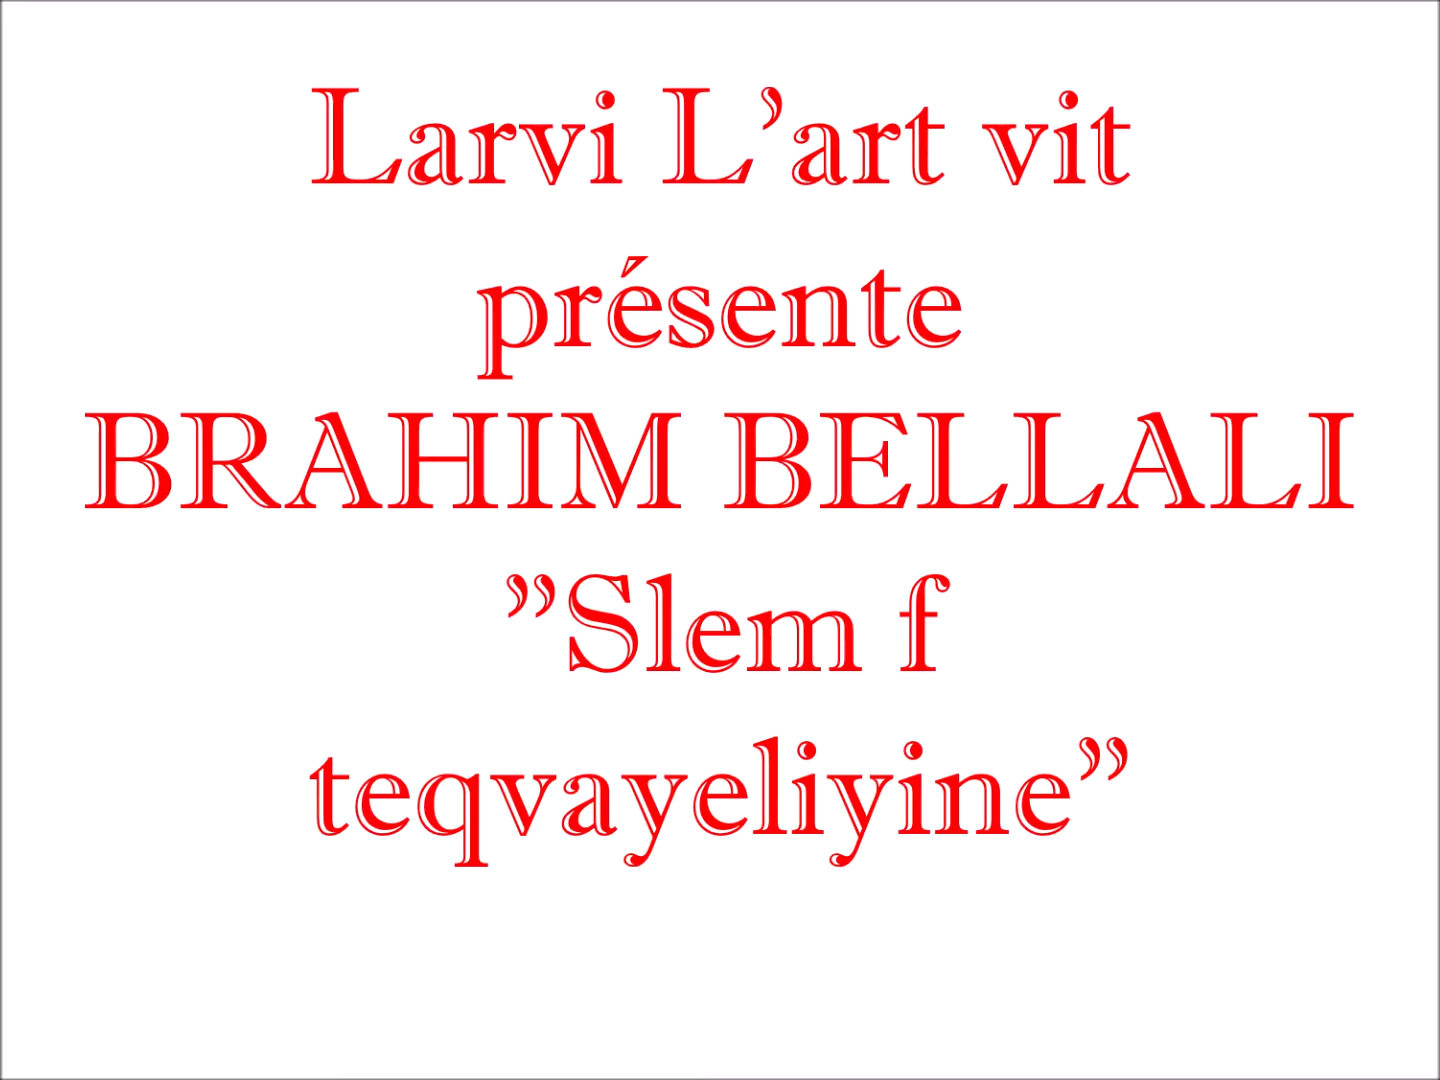 Larvi L’art vit
présente
BRAHIM BELLALI
”Slem f
teqvayeliyine”